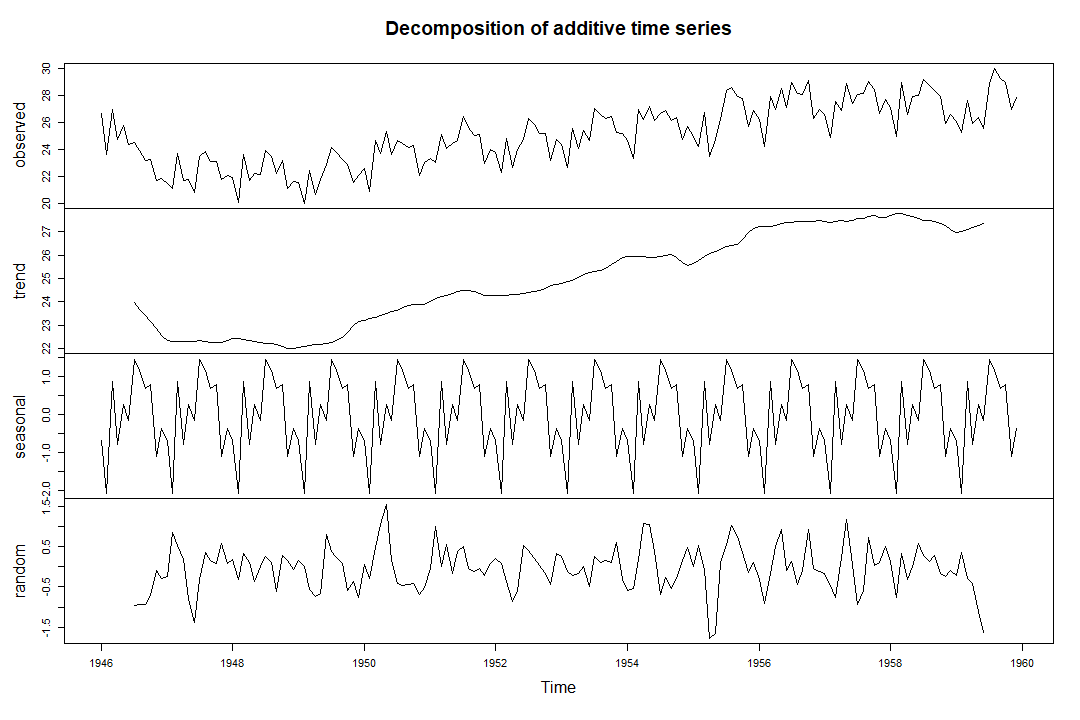 Decomposition of additive time series
observed
20 22 24 26 28 30
trend
22 23 24 25 26 27
seasonal
-2.0 -1.0 0.0 1.0
random
-1.5 -0.5 0.5 1.5
1946 1948 1950 1952 1954 1956 1958 1960
Time